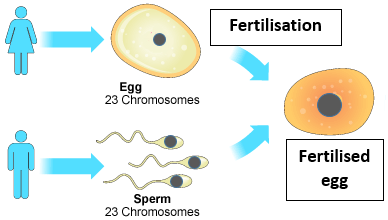 Fertilisation
Egg
23 Chromosomes
Fertilised
egg
Sperm
23 Chromosomes